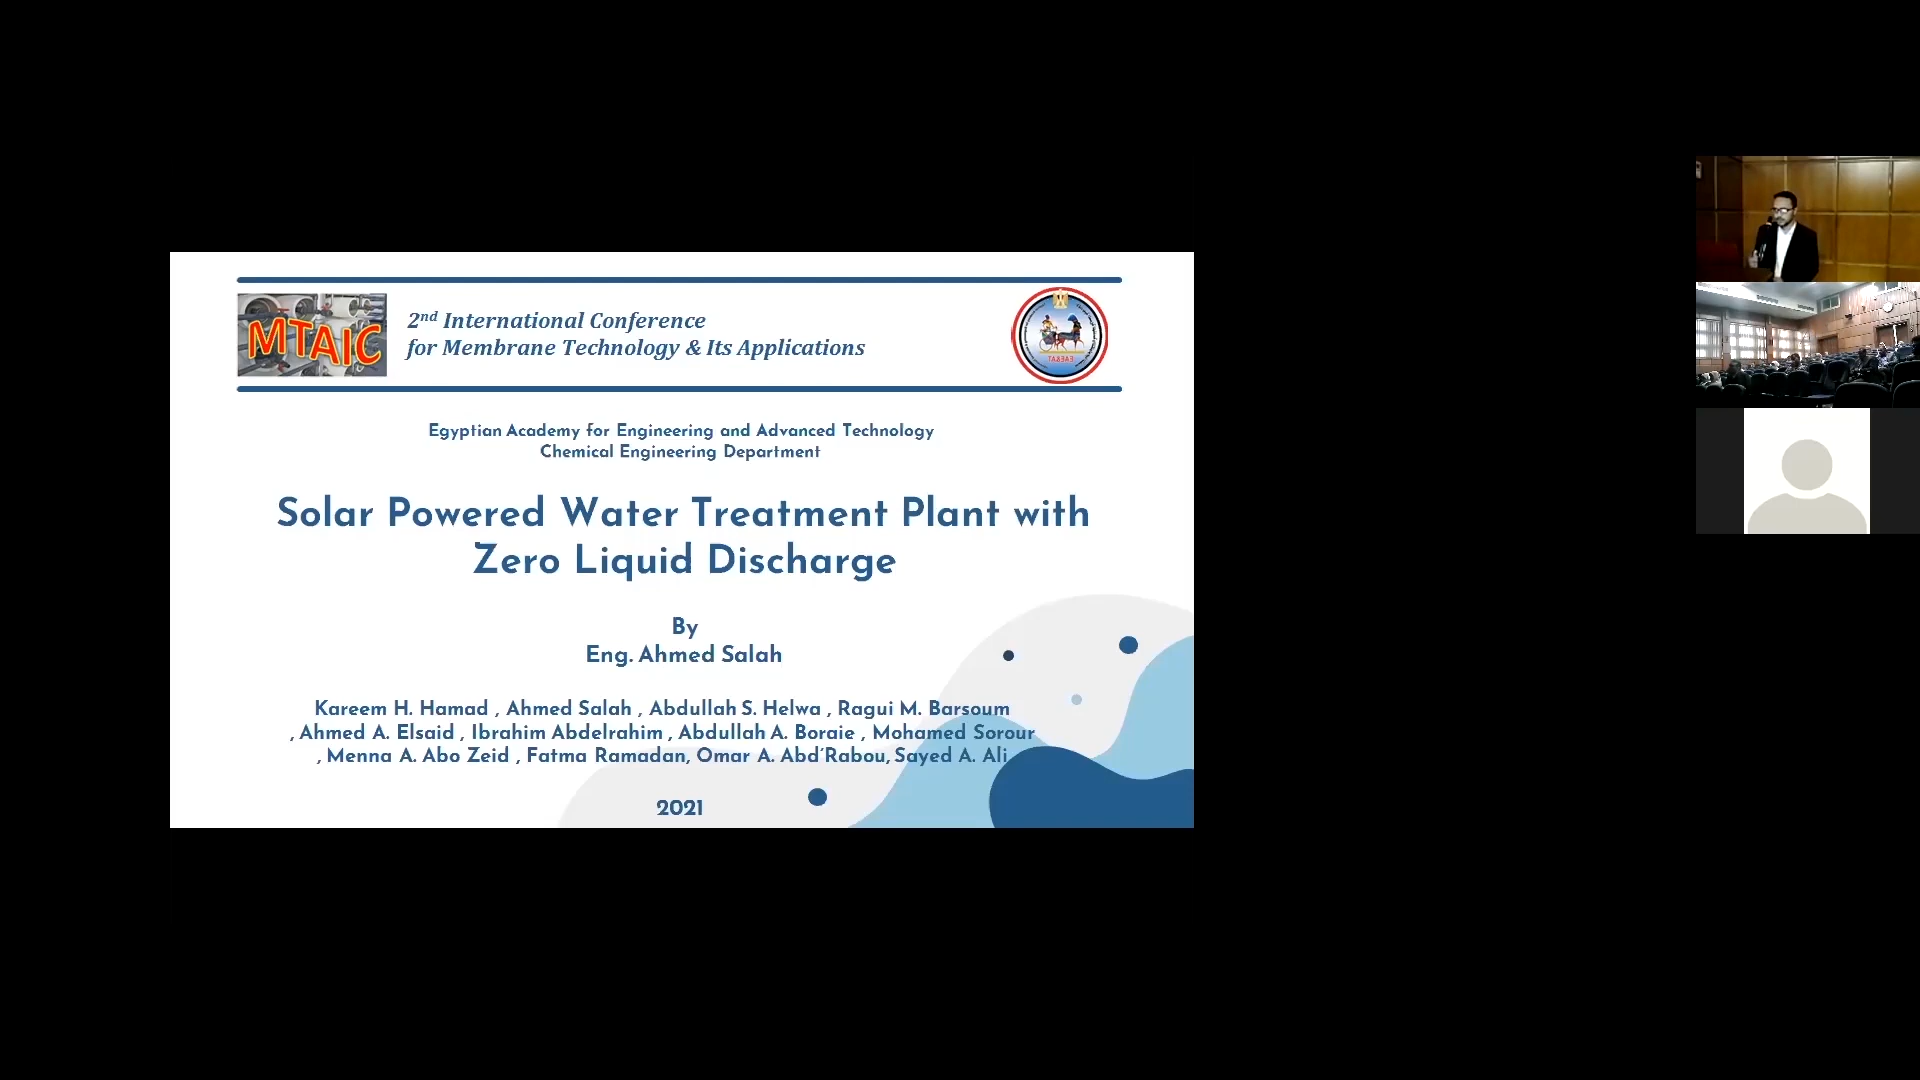 MTAIC
2nd International Conference
for Membrane Technology & Its Applications
EAE&AT
Egyptian Academy for Engineering and Advanced Technology
Chemical Engineering Department
Solar Powered Water Treatment Plant with
Zero Liquid Discharge
By
Eng. Ahmed Salah
Kareem H. Hamad , Ahmed Salah , Abdullah S. Helwa , Ragui M. Barsoum
, Ahmed A. Elsaid , Ibrahim Abdelrahim , Abdullah A. Boraie , Mohamed Sorour
, Menna A. Abo Zeid , Fatma Ramadan, Omar A. Abd'Rabou, Sayed A. Ali
2021